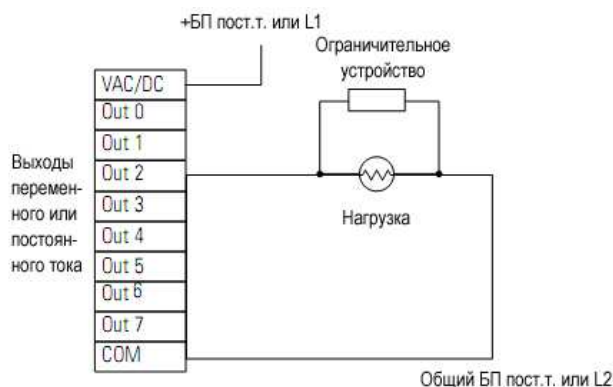 +БП пост.т. или L1
Ограничительное
устройство
VAC/DC
Out 0
Out 1
Out 2
Out 3
Out 4
Out 5
Out 6
Out 7
COM
Выходы
перемен-
ного или
постоян-
ного тока
Нагрузка
Общий БП пост.т. или L2